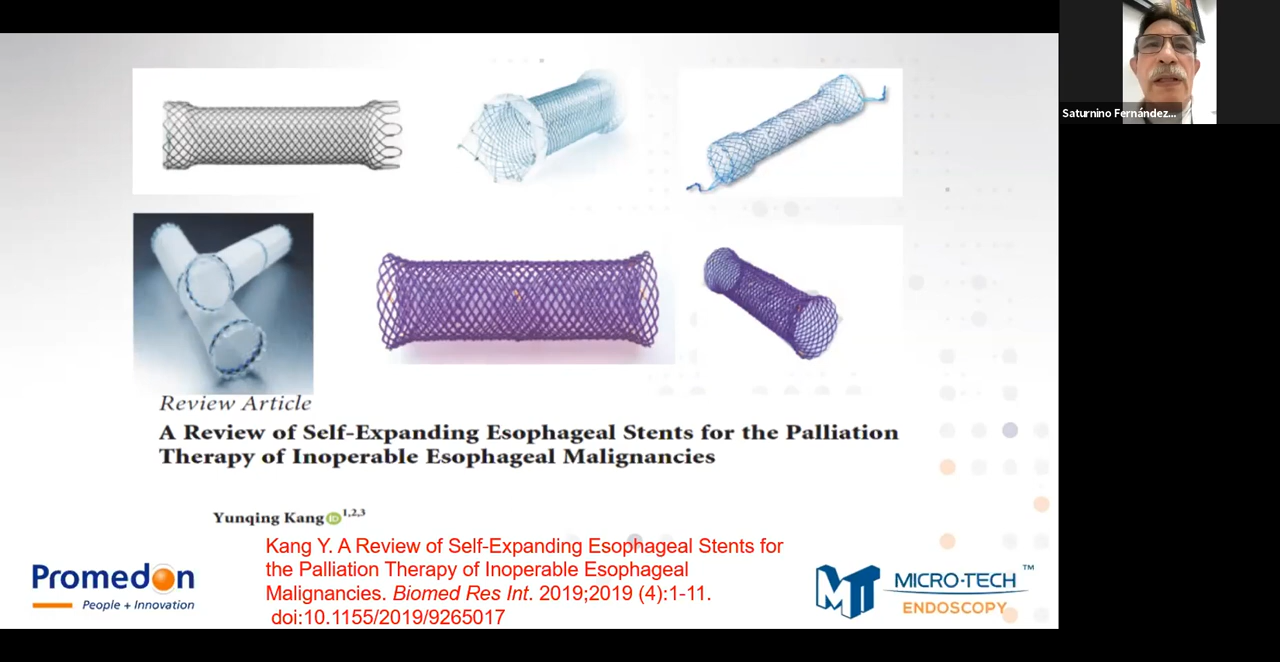 Saturnino Fernández...
Review Article
A Review of Self-Expanding Esophageal Stents for the Palliation
Therapy of Inoperable Esophageal Malignancies
Yunqing Kang iD 1,2,3
Kang Y. A Review of Self-Expanding Esophageal Stents for
the Palliation Therapy of Inoperable Esophageal
Malignancies. Biomed Res Int. 2019;2019 (4):1-11.
doi:10.1155/2019/9265017
Promedon
People + Innovation
MT MICRO-TECH™
ENDOSCOPY